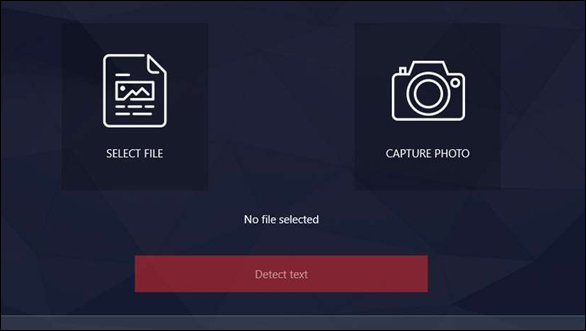 SELECT FILE
CAPTURE PHOTO
No file selected
Detect text